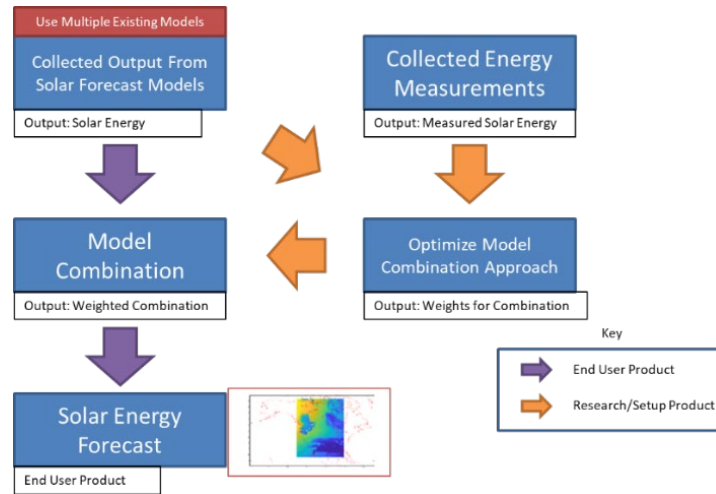 Use Multiple Existing Models
Collected Output From
Solar Forecast Models
Output: Solar Energy
Collected Energy
Measurements
Output: Measured Solar Energy
Model
Combination
Output: Weighted Combination
Optimize Model
Combination Approach
Output: Weights for Combination
Key
End User Product
Research/Setup Product
Solar Energy
Forecast
End User Product